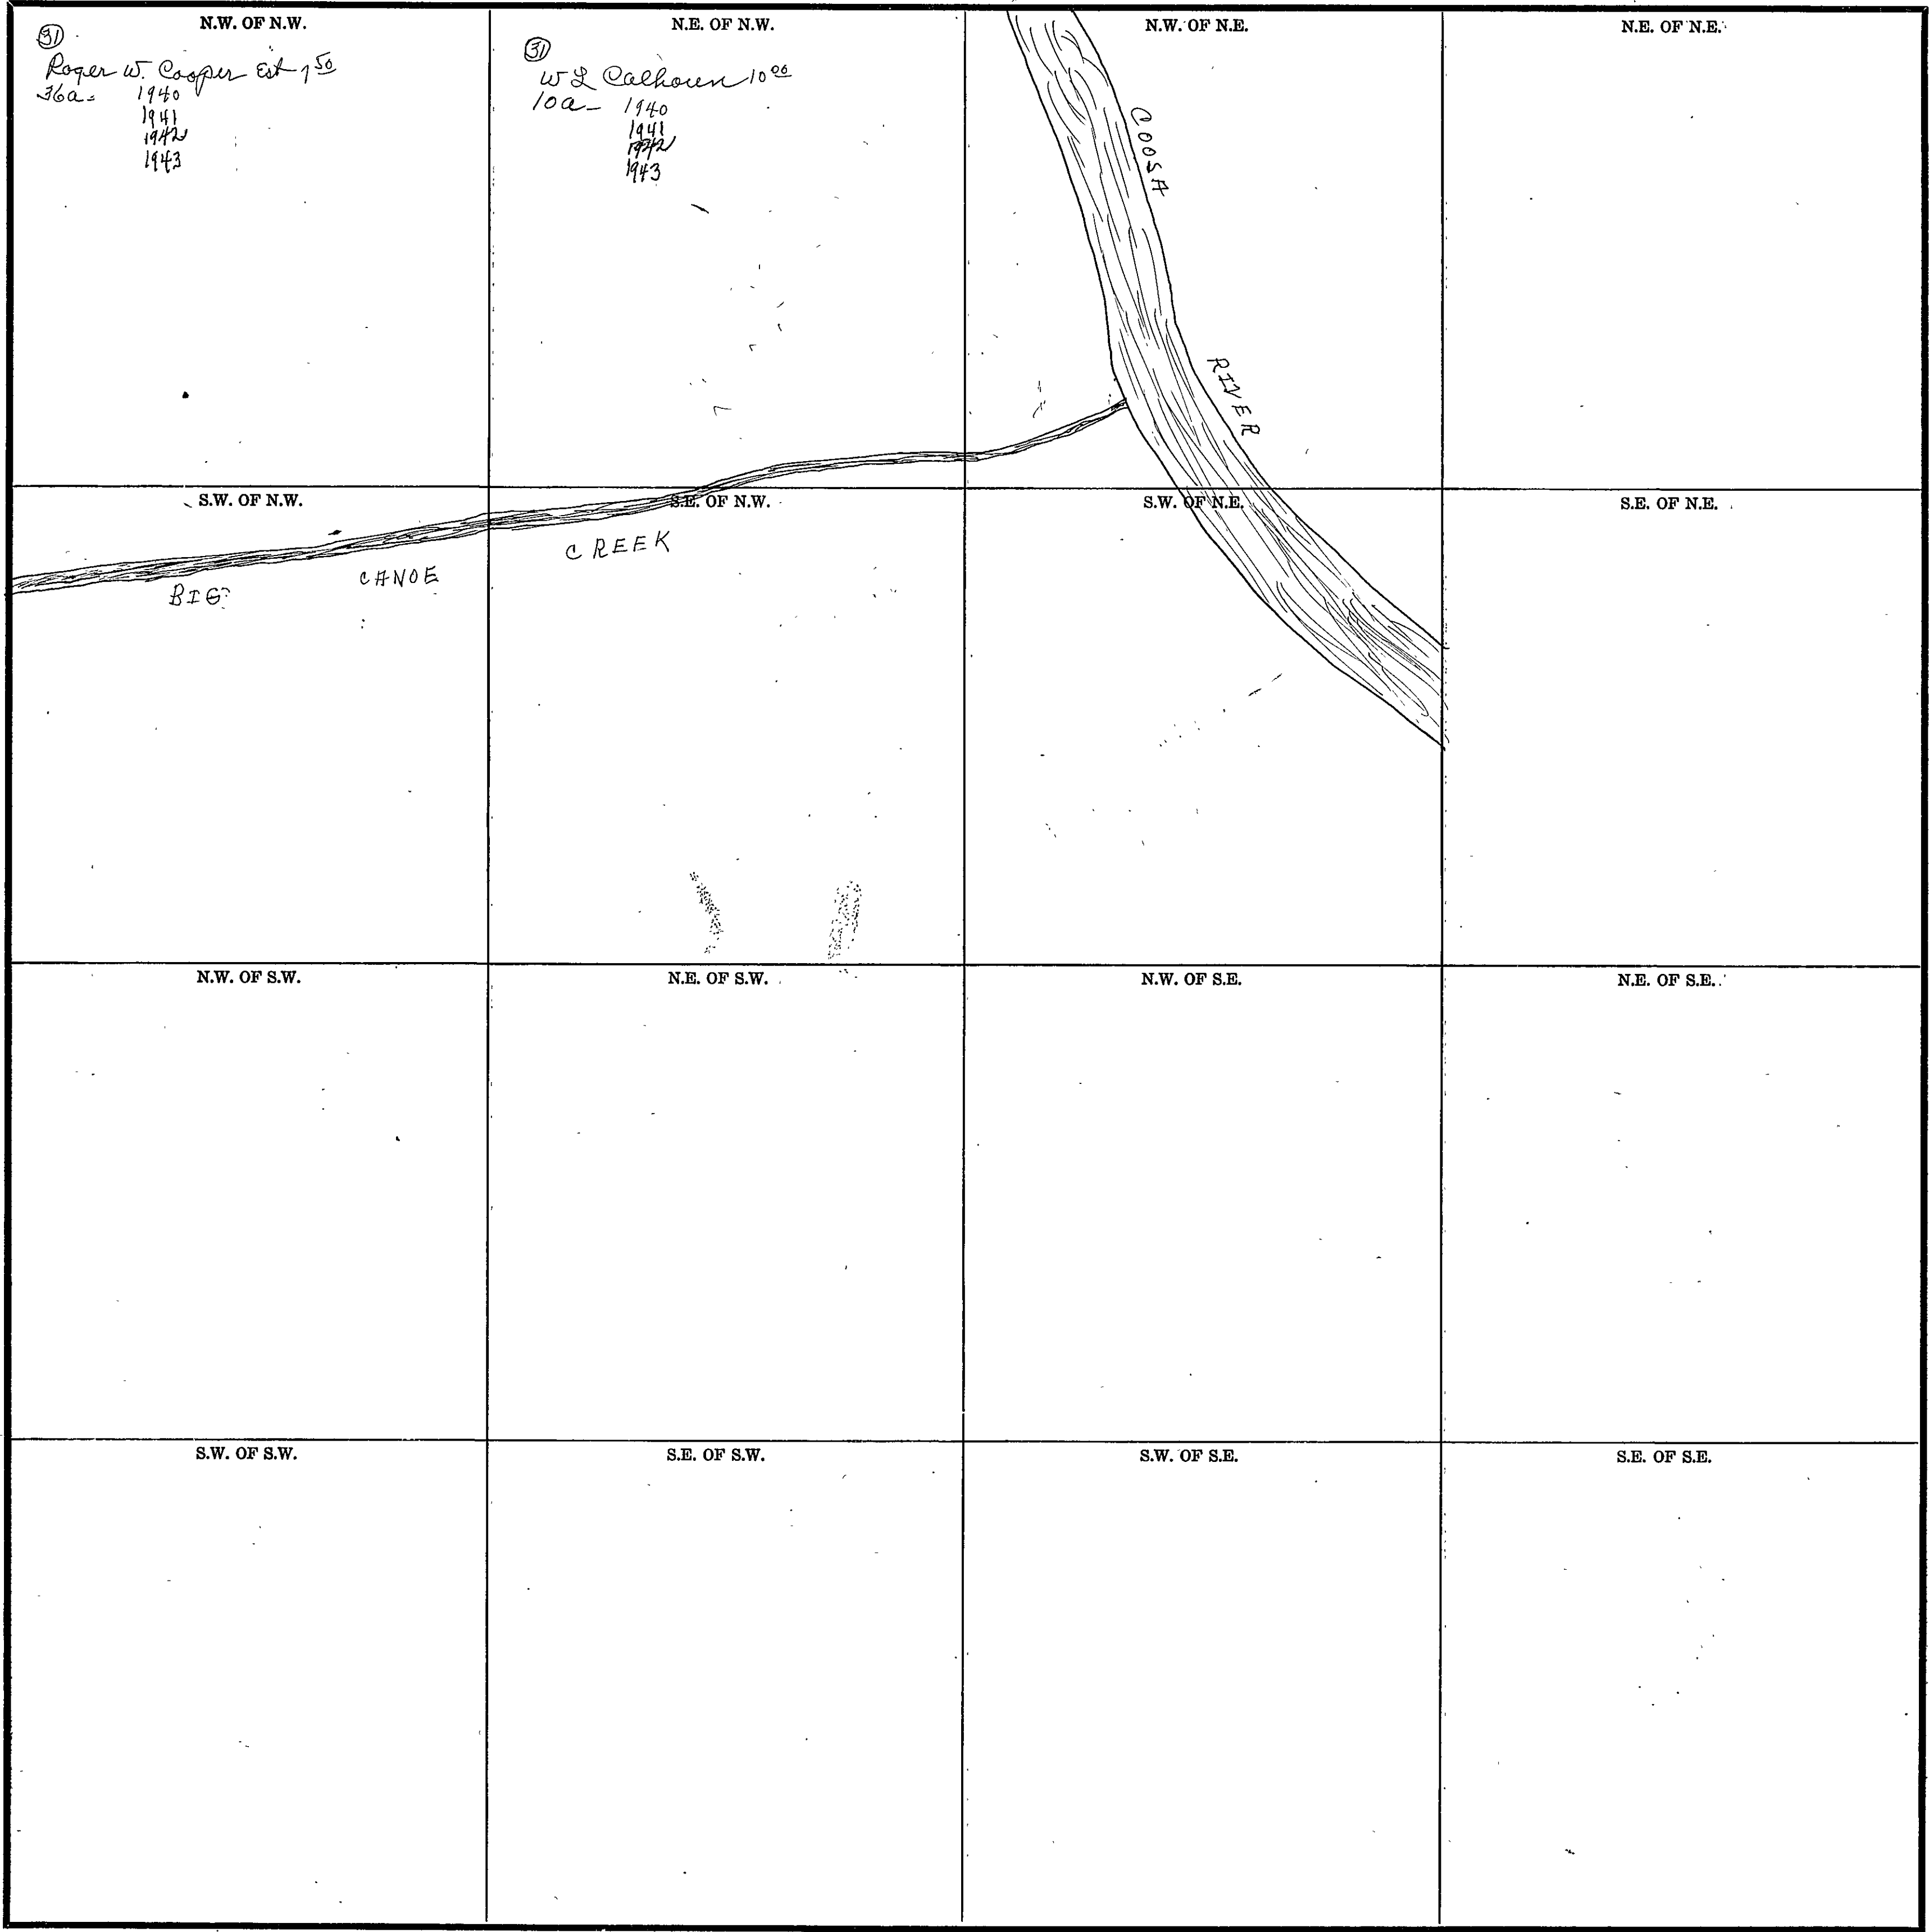 N.W. OF N.W.
31
Roger W. Cooper Est 7 50
36a- 1940
1941
1942
1943
N.E. OF N.W.
31
W L Calhoun 10 00
10a- 1940
1941
1942
1943
N.W. OF N.E.
COOSA
RIVER
N.E. OF N.E.
S.W. OF N.W.
BIG
CANOE
S.E. OF N.W.
CREEK
S.W. OF N.E.
S.E. OF N.E.
N.W. OF S.W.
N.E. OF S.W.
N.W. OF S.E.
N.E. OF S.E.
S.W. OF S.W.
S.E. OF S.W.
S.W. OF S.E.
S.E. OF S.E.